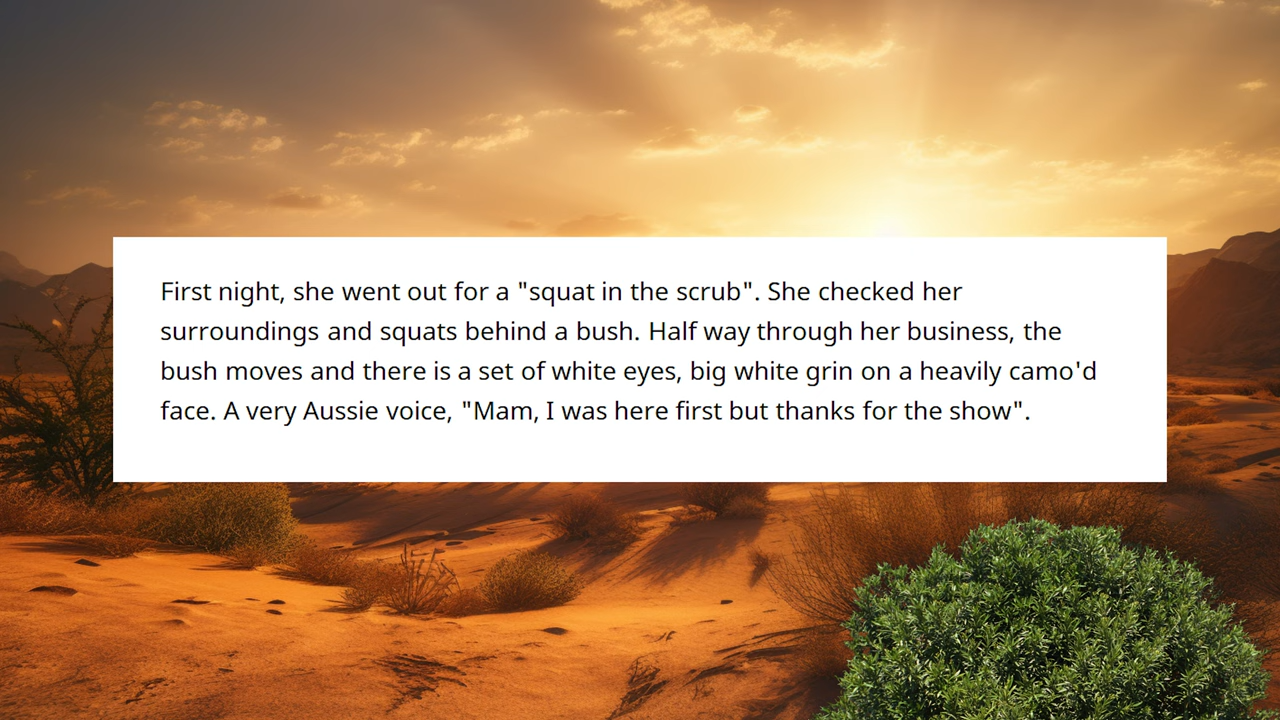 First night, she went out for a "squat in the scrub". She checked her
surroundings and squats behind a bush. Half way through her business, the
bush moves and there is a set of white eyes, big white grin on a heavily camo'd
face. A very Aussie voice, "Mam, I was here first but thanks for the show".